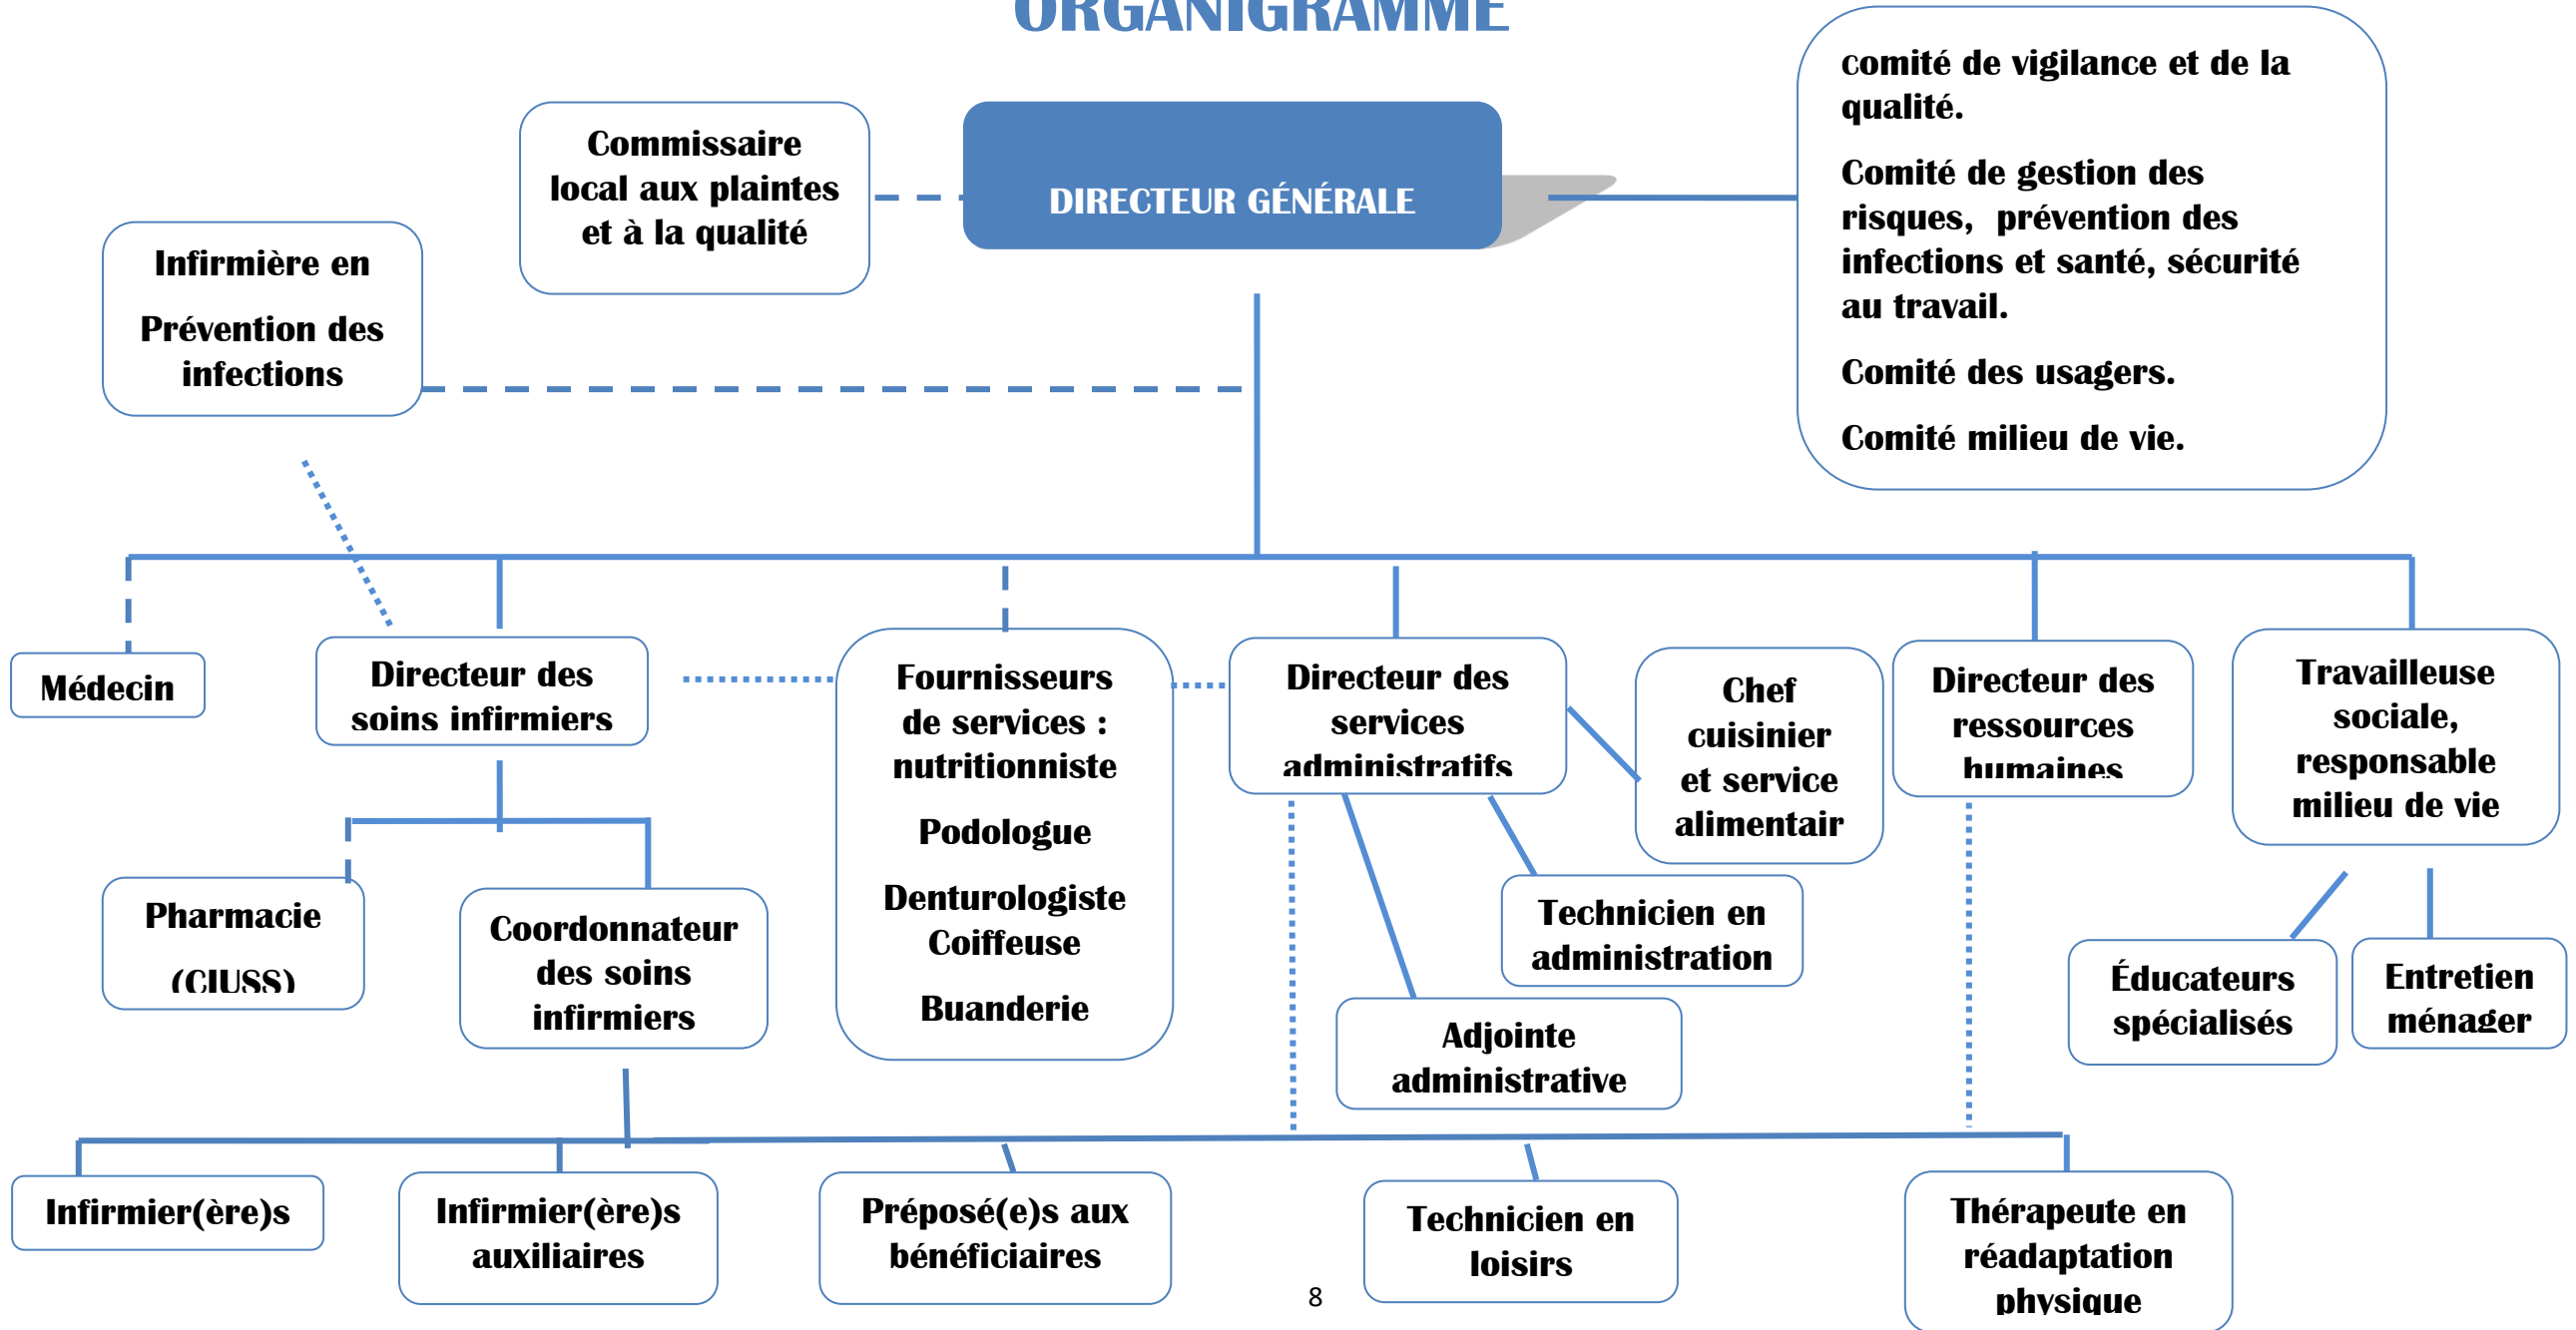 ORGANIGRAMME
Commissaire
local aux plaintes
et à la qualité
DIRECTEUR GÉNÉRALE
comité de vigilance et de la
qualité.
Comité de gestion des
risques, prévention des
infections et santé, sécurité
au travail.
Comité des usagers.
Comité milieu de vie.
Infirmière en
Prévention des
infections
Médecin
Directeur des
soins infirmiers
Fournisseurs
de services :
nutritionniste
Podologue
Denturologiste
Coiffeuse
Buanderie
Directeur des
services
administratifs
Chef
cuisinier
et service
alimentair
Directeur des
ressources
humaines
Travailleuse
sociale,
responsable
milieu de vie
Pharmacie
(CIUSS)
Coordonnateur
des soins
infirmiers
Technicien en
administration
Adjointe
administrative
Éducateurs
spécialisés
Entretien
ménager
Infirmier(ère)s
Infirmier(ère)s
auxiliaires
Préposé(e)s aux
bénéficiaires
Technicien en
loisirs
Thérapeute en
réadaptation
physique
8